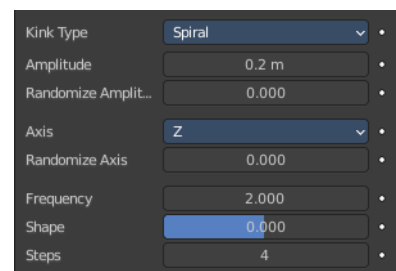 Kink Type Spiral
Amplitude 0.2 m
Randomize Amplit... 0.000
Axis Z
Randomize Axis 0.000
Frequency 2.000
Shape 0.000
Steps 4